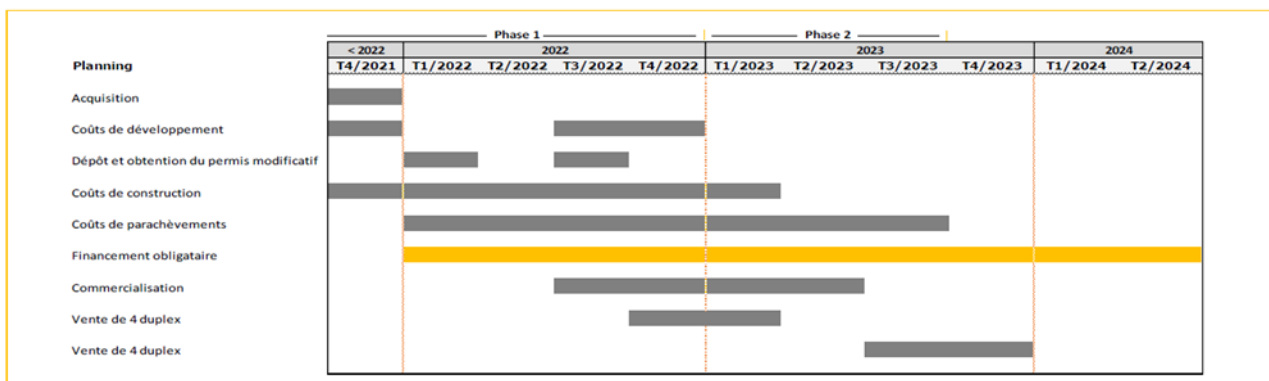 Phase 1 Phase 2
< 2022 2022 2023 2024
Planning T4/2021 T1/2022 T2/2022 T3/2022 T4/2022 T1/2023 T2/2023 T3/2023 T4/2023 T1/2024 T2/2024
Acquisition
Coûts de développement
Dépôt et obtention du permis modificatif
Coûts de construction
Coûts de parachèvements
Financement obligataire
Commercialisation
Vente de 4 duplex
Vente de 4 duplex